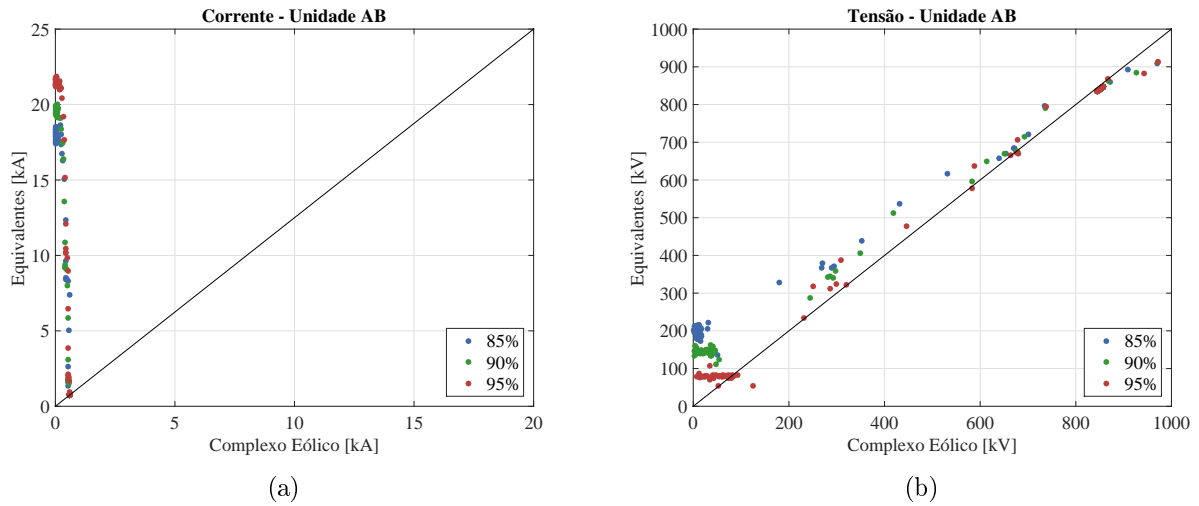 Corrente - Unidade AB
25
20
15
10
5
0
Equivalentes [kA]
0 5 10 15 20
Complexo Eólico [kA]
85%
90%
95%
(a)
Tensão - Unidade AB
1000
900
800
700
600
500
400
300
200
100
0
Equivalentes [kV]
0 200 400 600 800 1000
Complexo Eólico [kV]
85%
90%
95%
(b)